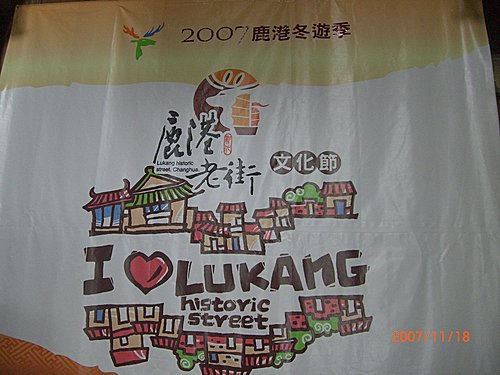 2007鹿港冬遊季
鹿港
Lukang historic
street, Changhua
老街
文化節
I LUKANG
historic
street
2007/11/18